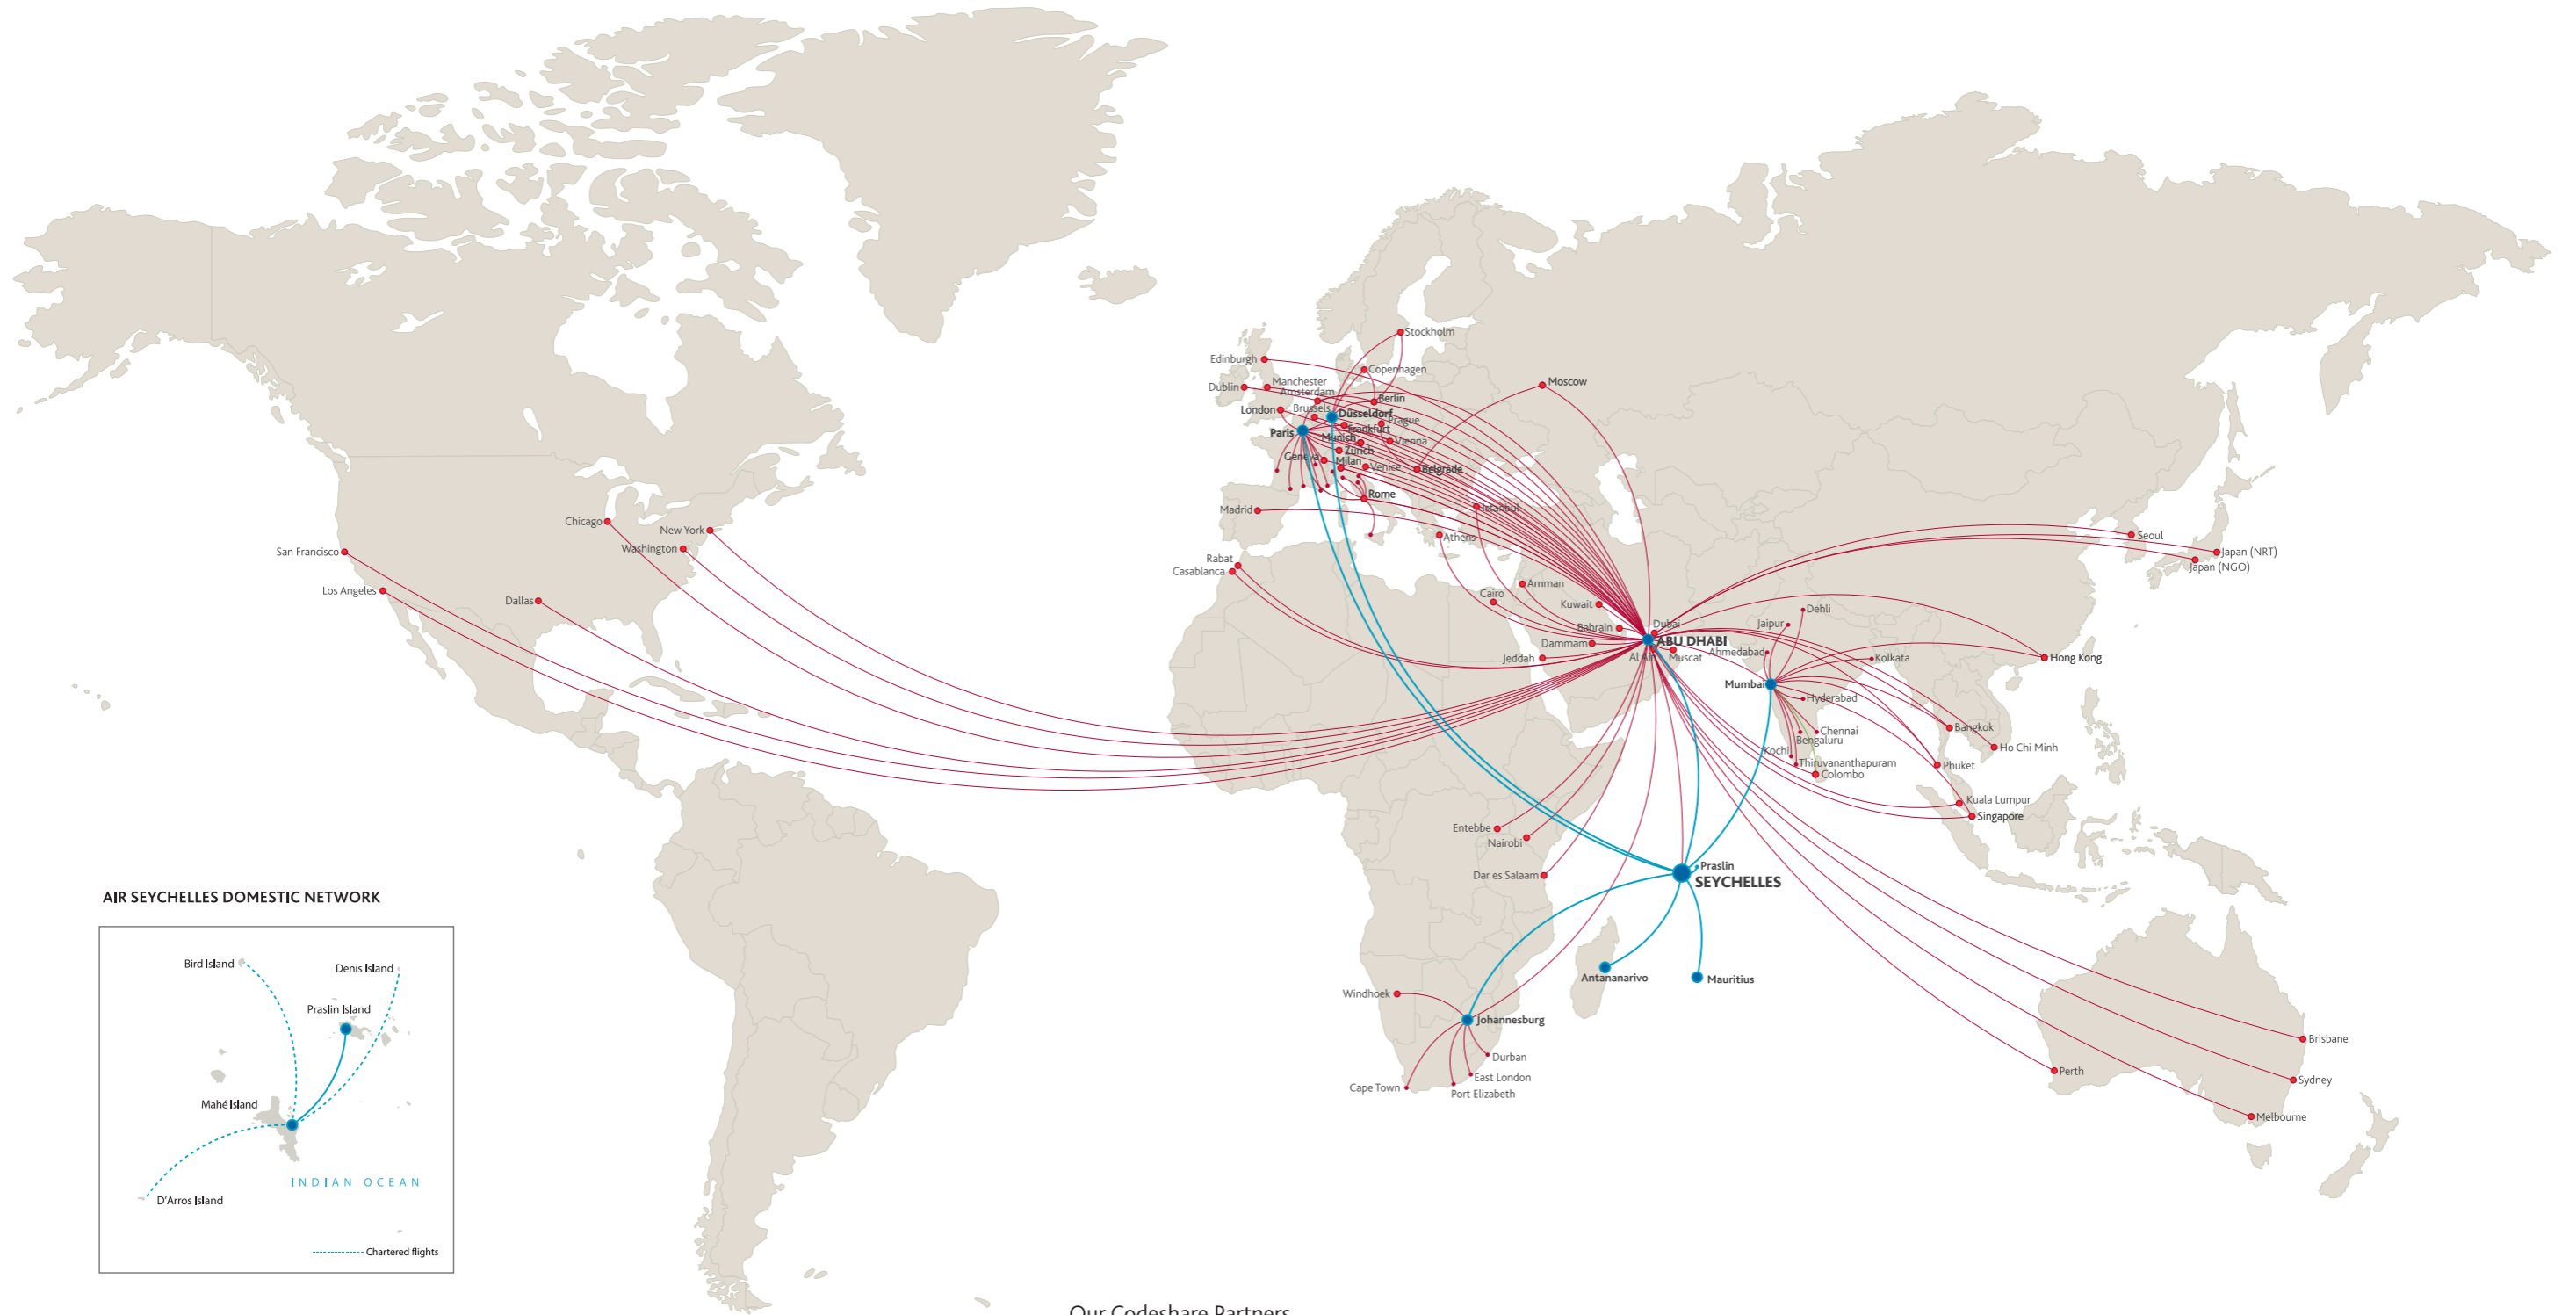 Stockholm
Edinburgh
Copenhagen
Dublin
Manchester
Amsterdam
Moscow
Berlin
London
Brussels
Düsseldorf
Prague
Frankfurt
Paris
Munich
Vienna
Zurich
Geneva
Milan
Venice
Belgrade
Rome
Madrid
Istanbul
Athens
Chicago
New York
Washington
San Francisco
Los Angeles
Dallas
Rabat
Casablanca
Seoul
Japan (NRT)
Japan (NGO)
Amman
Cairo
Kuwait
Dehli
Jaipur
Bahrain
Dubai
ABU DHABI
Dammam
Jeddah
Al Ain
Muscat
Ahmedabad
Kolkata
Hong Kong
Mumbai
Hyderabad
Chennai
Bengaluru
Bangkok
Kochi
Ho Chi Minh
Thiruvananthapuram
Colombo
Phuket
Kuala Lumpur
Singapore
Entebbe
Nairobi
Dar es Salaam
Praslin
SEYCHELLES
Antananarivo
Mauritius
Windhoek
Johannesburg
Durban
East London
Cape Town
Port Elizabeth
Brisbane
Perth
Sydney
Melbourne
AIR SEYCHELLES DOMESTIC NETWORK
Bird Island
Denis Island
Praslin Island
Mahé Island
INDIAN OCEAN
D'Arros Island
Chartered flights
Our Codeshare Partners